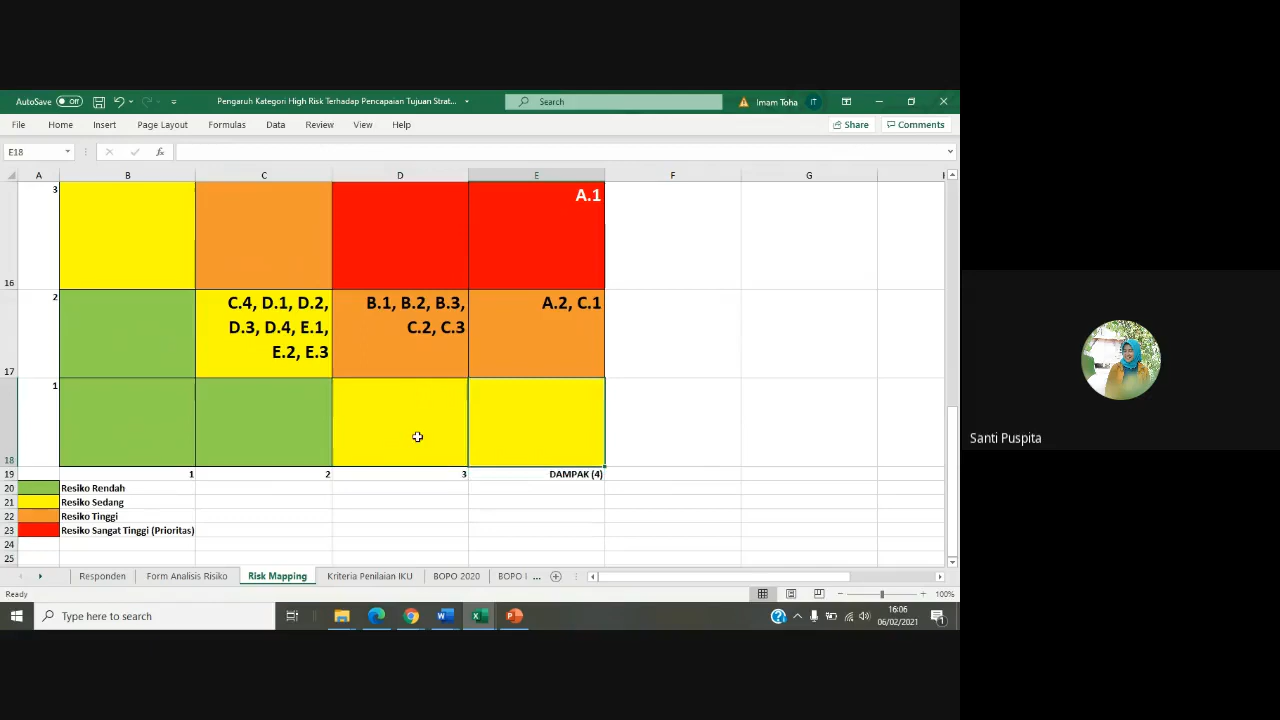 AutoSave Off Pengaruh Kategori High Risk Terhadap Pencapaian Tujuan Strat... Search Imam Toha IT
File Home Insert Page Layout Formulas Data Review View Help Share Comments
E18 fx
A B C D E F G
3 A.1
16
2 C.4, D.1, D.2, B.1, B.2, B.3, A.2, C.1
D.3, D.4, E.1, C.2, C.3
E.2, E.3
17
1
Santi Puspita
18
19 1 2 3 DAMPAK (4)
20 Resiko Rendah
21 Resiko Sedang
22 Resiko Tinggi
23 Resiko Sangat Tinggi (Prioritas)
24
25
Responden Form Analisis Risiko Risk Mapping Kriteria Penilaian IKU BOPO 2020 BOPO I ...
Ready 100%
Type here to search 16:06
06/02/2021 1